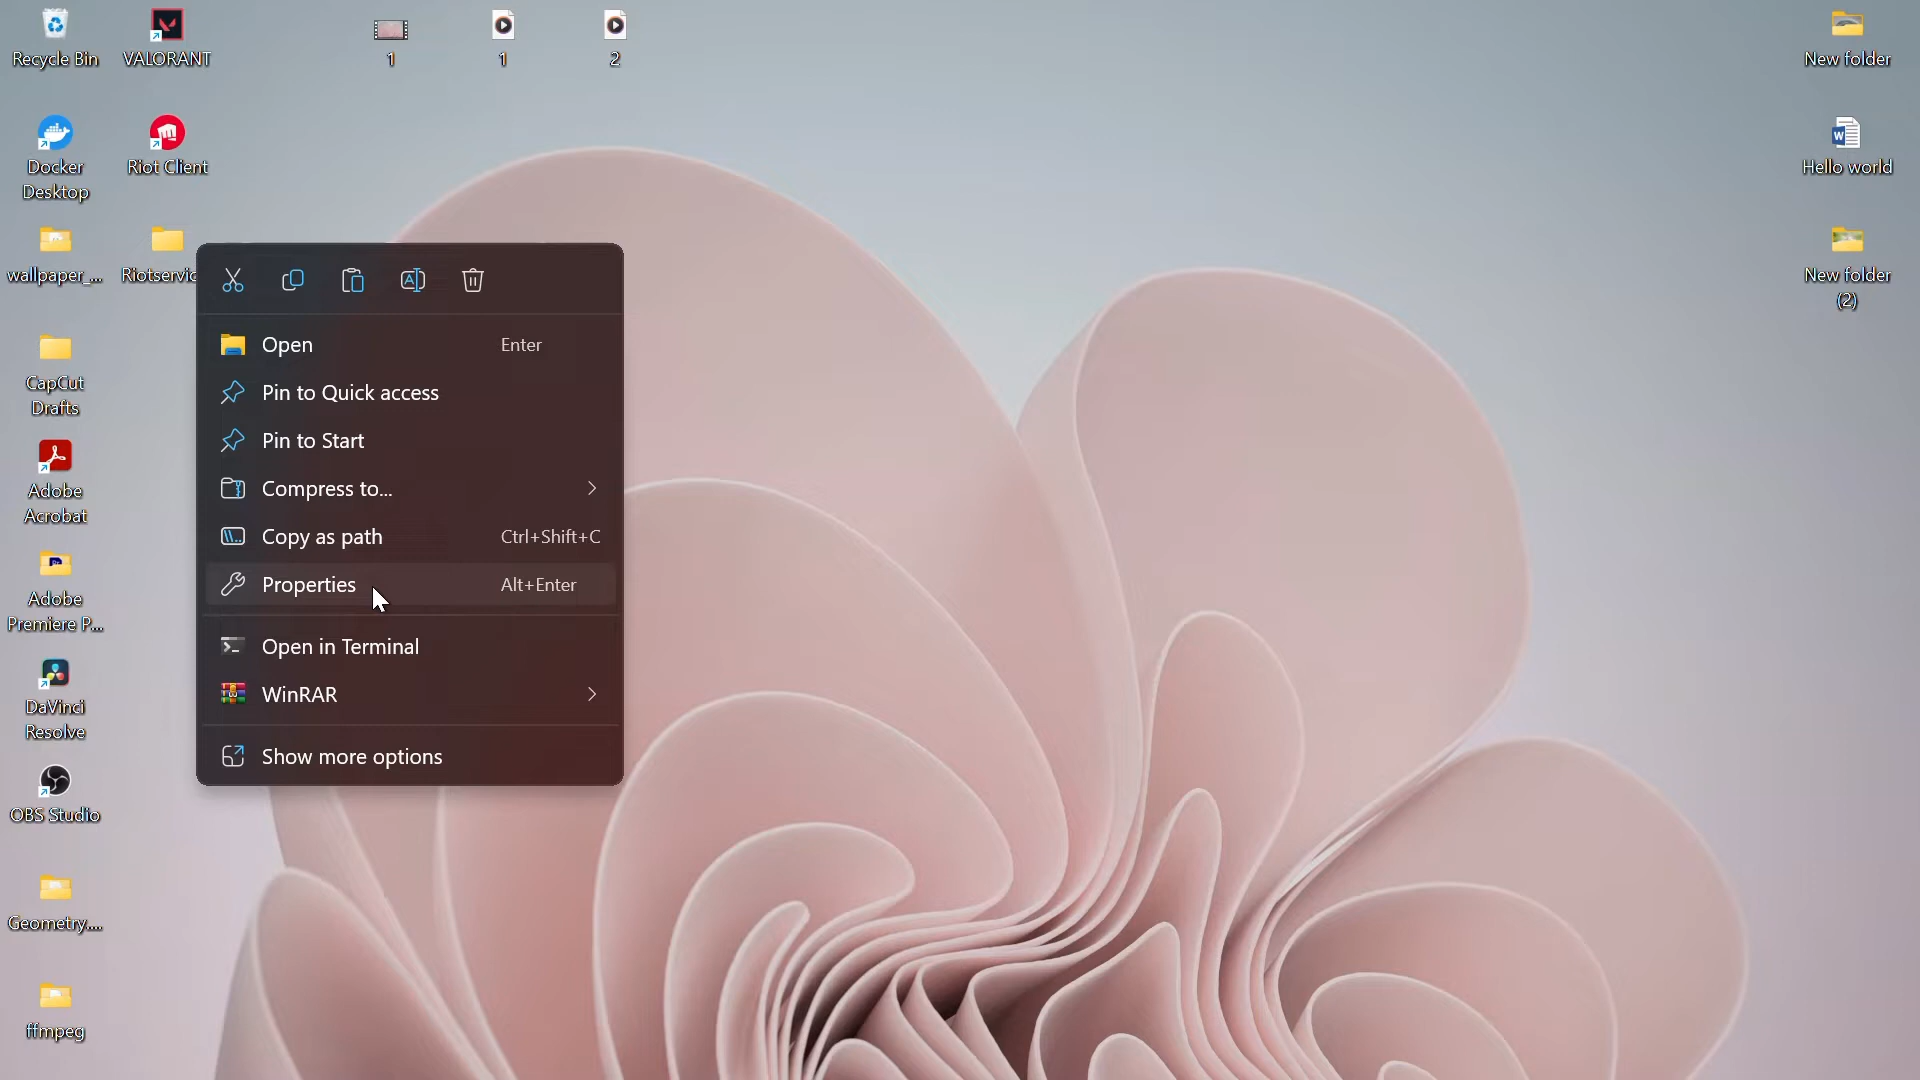 Recycle Bin
VALORANT
1
1
2
New folder
Docker
Desktop
Riot Client
Hello world
wallpaper_...
Riotservic
New folder
(2)
CapCut
Drafts
Adobe
Acrobat
Adobe
Premiere P...
DaVinci
Resolve
OBS Studio
Geometry....
ffmpeg
Open Enter
Pin to Quick access
Pin to Start
Compress to...
Copy as path Ctrl+Shift+C
Properties Alt+Enter
Open in Terminal
WinRAR
Show more options